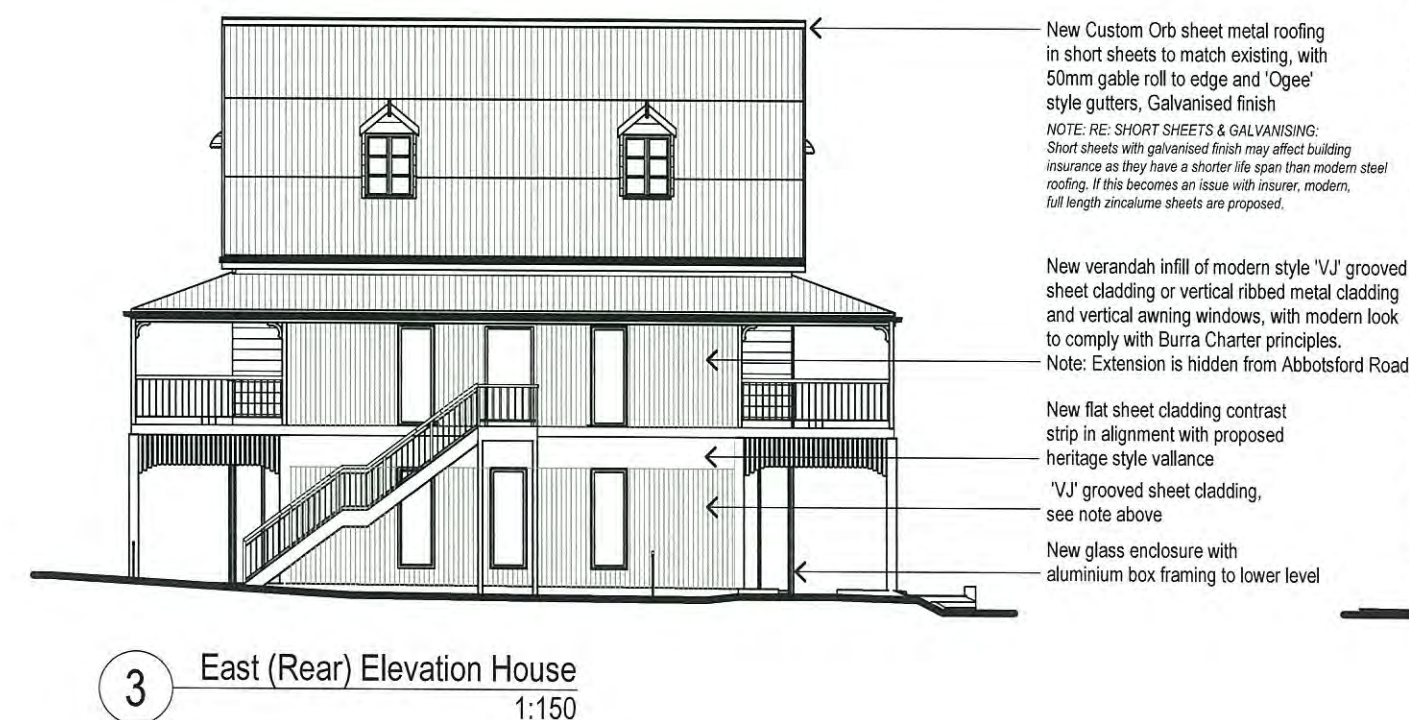 New Custom Orb sheet metal roofing
in short sheets to match existing, with
50mm gable roll to edge and 'Ogee'
style gutters, Galvanised finish
NOTE: RE: SHORT SHEETS & GALVANISING:
Short sheets with galvanised finish may affect building
insurance as they have a shorter life span than modern steel
roofing. If this becomes an issue with insurer, modern,
full length zincalume sheets are proposed.
New verandah infill of modern style 'VJ' grooved
sheet cladding or vertical ribbed metal cladding
and vertical awning windows, with modern look
to comply with Burra Charter principles.
Note: Extension is hidden from Abbotsford Road
New flat sheet cladding contrast
strip in alignment with proposed
heritage style vallance
'VJ' grooved sheet cladding,
see note above
New glass enclosure with
aluminium box framing to lower level
3 East (Rear) Elevation House
1:150